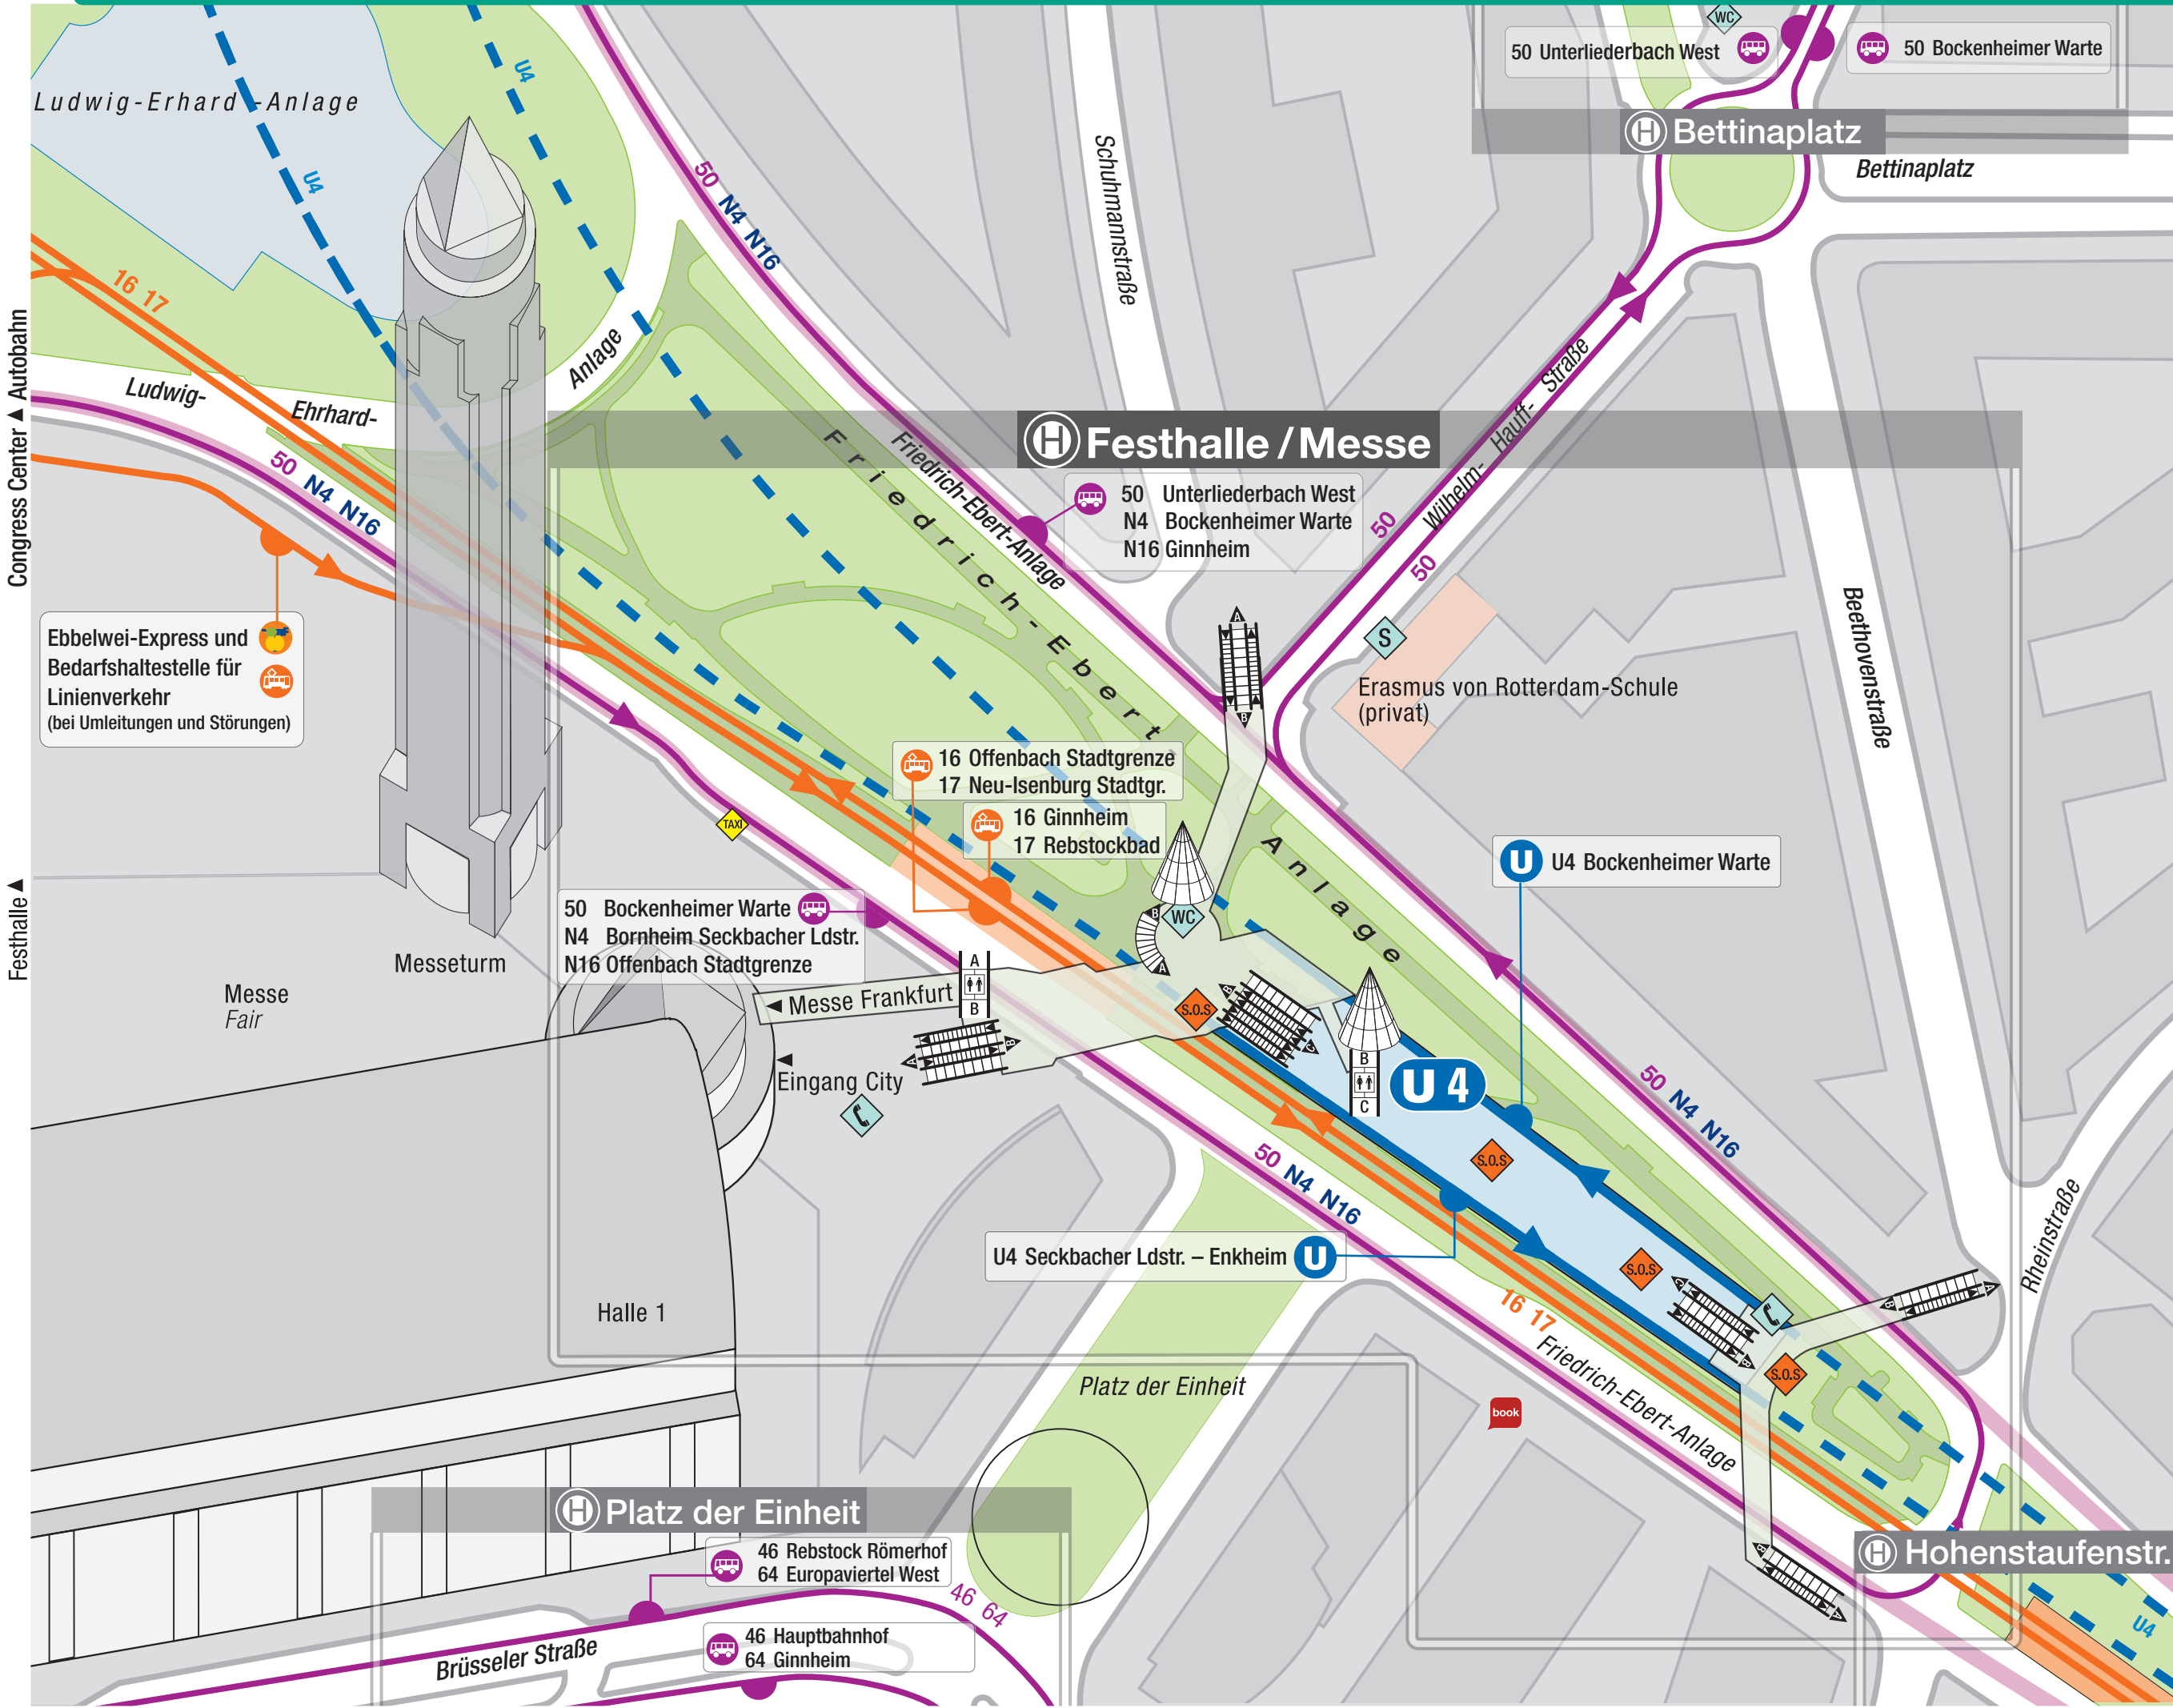 WC
50 Unterliederbach West
50 Bockenheimer Warte
H Bettinaplatz
Bettinaplatz
Ludwig-Erhard-Anlage
U4
U4
50 N4 N16
Schuhmannstraße
16 17
Congress Center ◄ Autobahn
Ludwig-
Ehrhard-
Anlage
50 N4 N16
H Festhalle / Messe
Friedrich-Ebert-Anlage
Friedrich-Ebert-Anlage
50 Unterliederbach West
N4 Bockenheimer Warte
N16 Ginnheim
50
50
Wilhelm- Hauff- Straße
Beethovenstraße
A
B
S
Erasmus von Rotterdam-Schule
(privat)
Ebbelwei-Express und
Bedarfshaltestelle für
Linienverkehr
(bei Umleitungen und Störungen)
16 Offenbach Stadtgrenze
17 Neu-Isenburg Stadtgr.
16 Ginnheim
17 Rebstockbad
TAXI
U U4 Bockenheimer Warte
Festhalle ◄
50 Bockenheimer Warte
N4 Bornheim Seckbacher Ldstr.
N16 Offenbach Stadtgrenze
B
WC
A
Messeturm
Messe
Fair
A
B
◄ Messe Frankfurt
A
B
S.O.S
B
C
◄
Eingang City
B
C
U 4
50 N4 N16
S.O.S
50 N4 N16
U4 Seckbacher Ldstr. – Enkheim U
S.O.S
Rheinstraße
B
A
C
B
S.O.S
Halle 1
16 17
Friedrich-Ebert-Anlage
Platz der Einheit
book
H Platz der Einheit
46 Rebstock Römerhof
64 Europaviertel West
46 64
H Hohenstaufenstr.
B
A
U4
46 Hauptbahnhof
64 Ginnheim
Brüsseler Straße